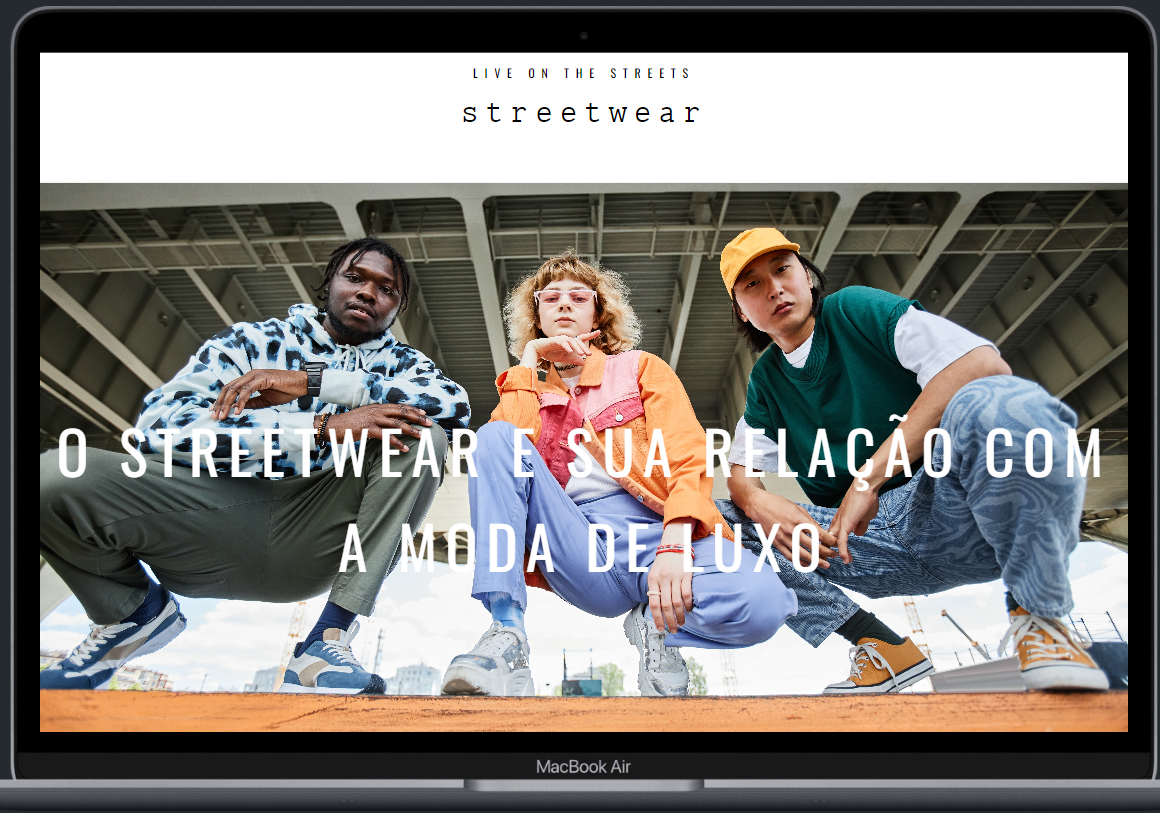 LIVE ON THE STREETS
streetwear
O STREETWEAR E SUA RELAÇÃO COM
A MODA DE LUXO
MacBook Air